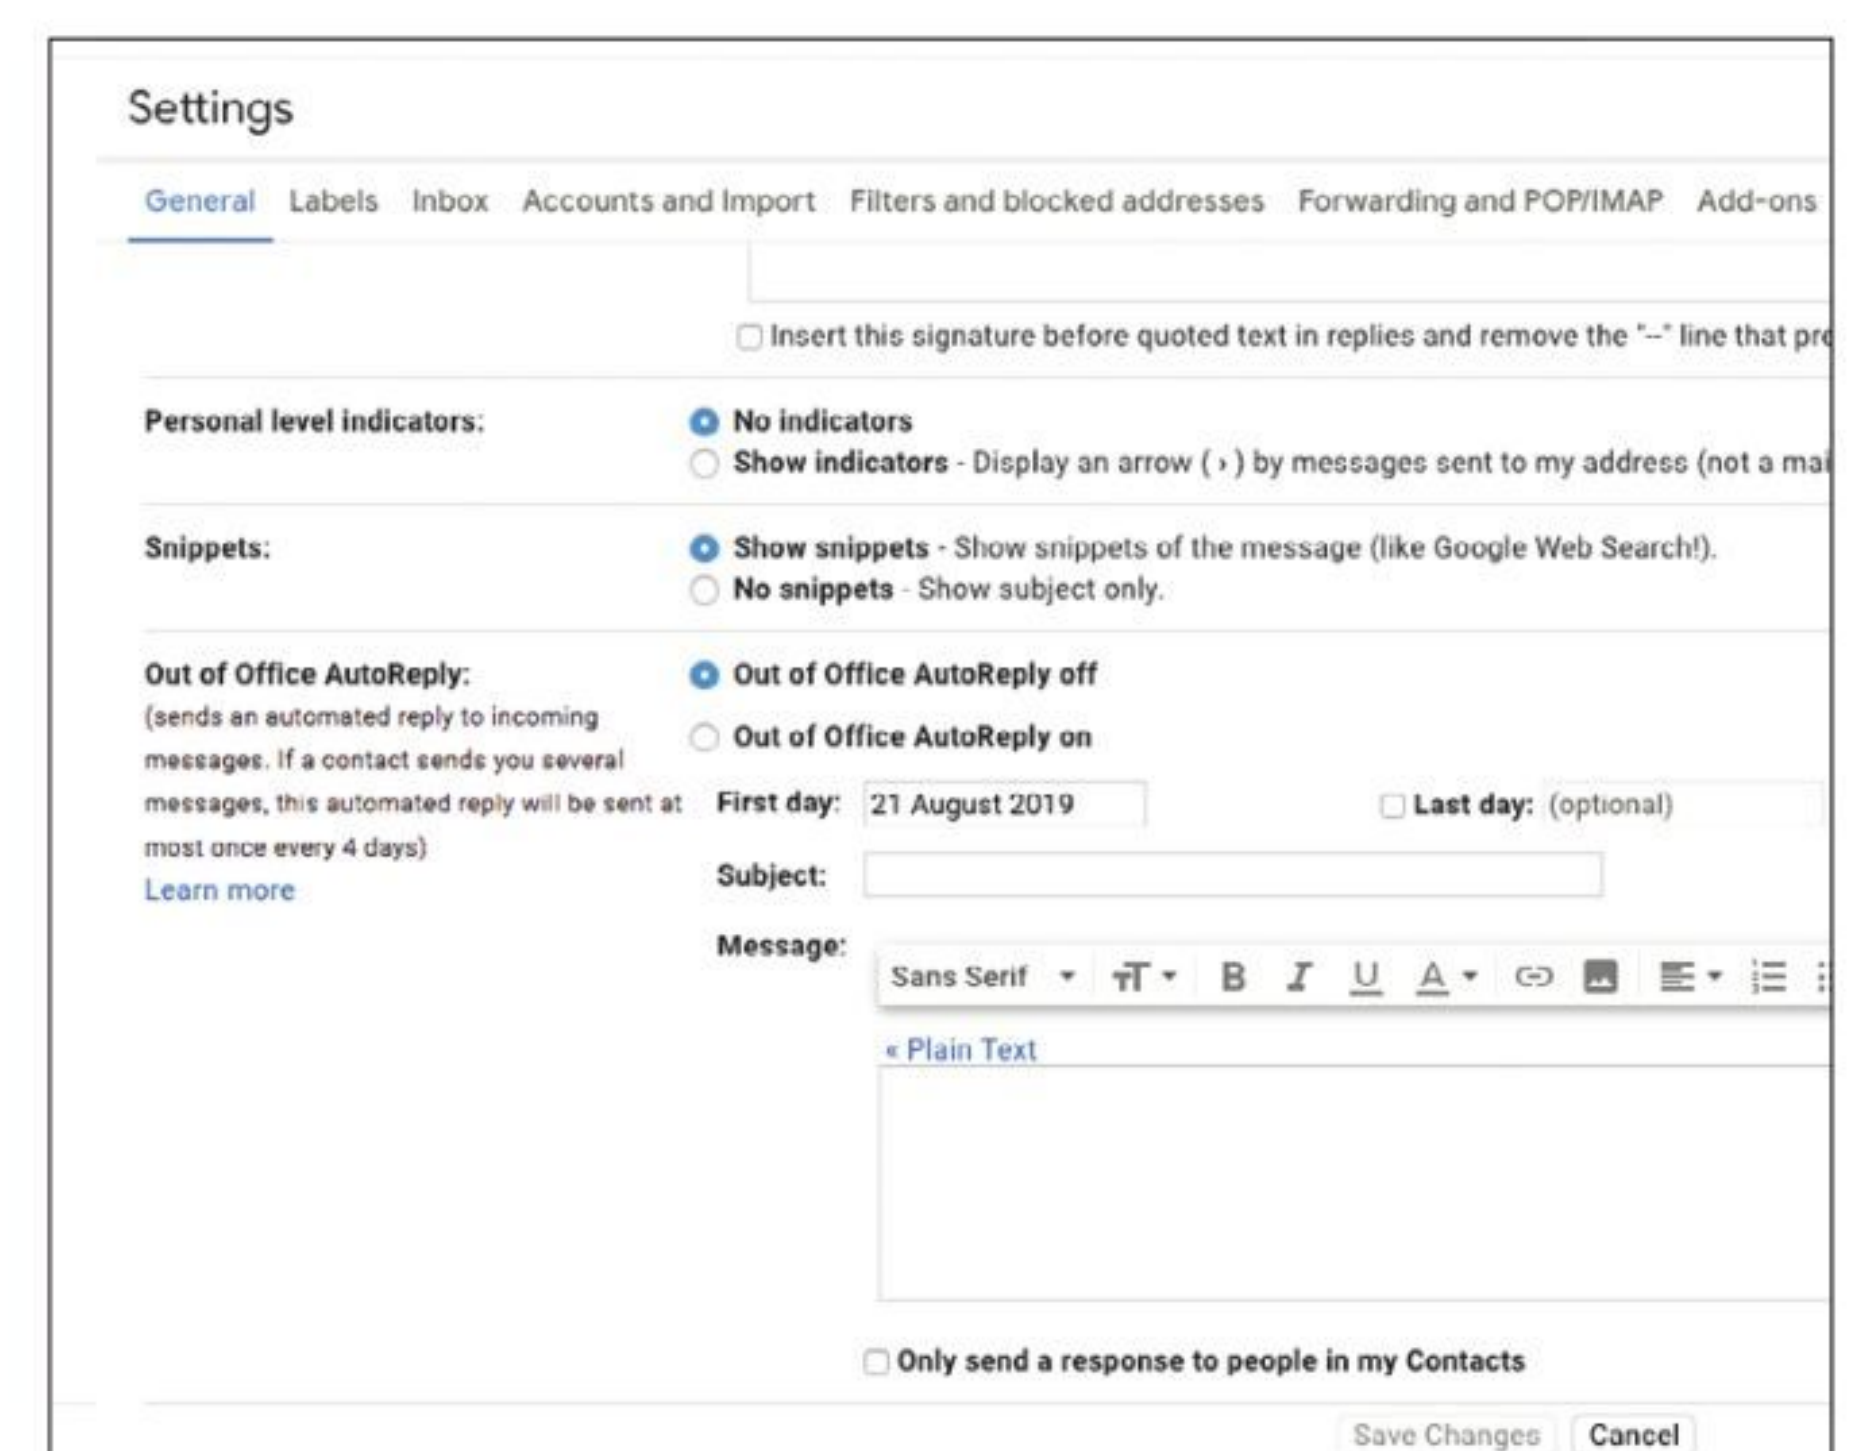 Settings
General Labels Inbox Accounts and Import Filters and blocked addresses Forwarding and POP/IMAP Add-ons
Insert this signature before quoted text in replies and remove the "--" line that
Personal level indicators:
No indicators
Show indicators - Display an arrow ( › ) by messages sent to my address (not a
Snippets:
Show snippets - Show snippets of the message (like Google Web Search!).
No snippets - Show subject only.
Out of Office AutoReply:
(sends an automated reply to incoming
messages. If a contact sends you several
messages, this automated reply will be sent at
most once every 4 days)
Learn more
Out of Office AutoReply off
Out of Office AutoReply on
First day: 21 August 2019 Last day: (optional)
Subject:
Message:
Sans Serif
« Plain Text
Only send a response to people in my Contacts
Save Changes Cancel